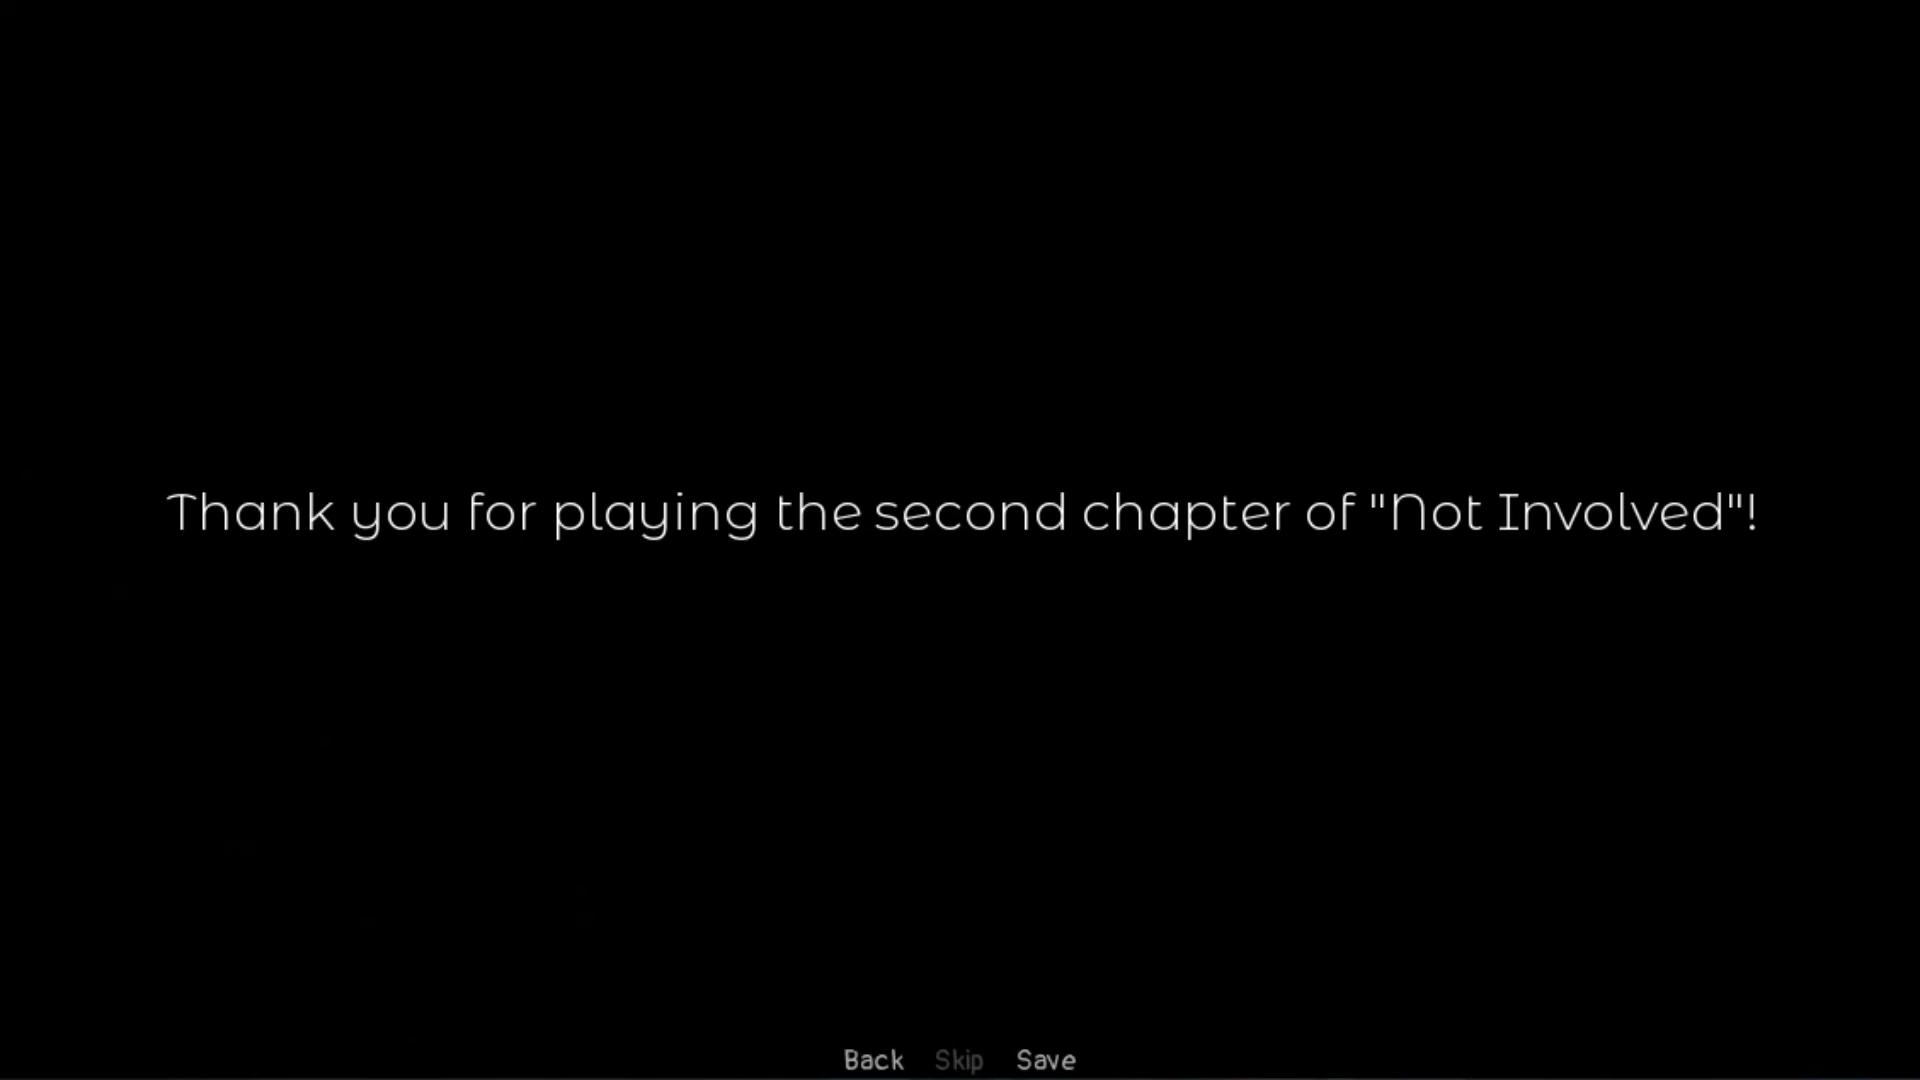 Thank you for playing the second chapter of "Not Involved"!
Back Skip Save